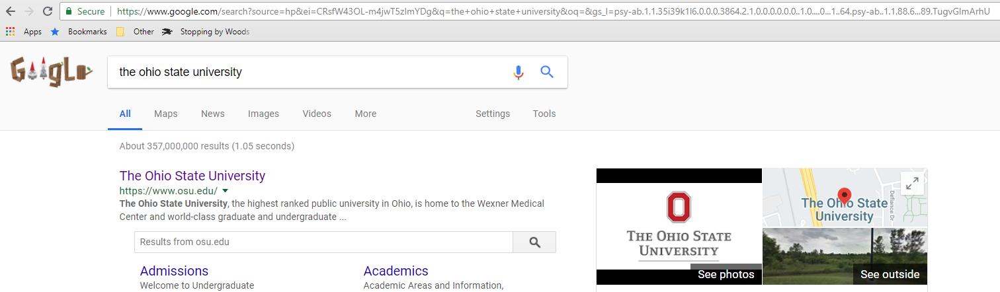 Secure https://www.google.com/search?source=hp&ei=CRsfW43OL-m4jwT5zImYDg&q=the+ohio+state+university&oq=&gs_l=psy-ab.1.1.35i39k1l6.0.0.0.3864.2.1.0.0.0.0.0.0..1.0....0...1..64.psy-ab..1.1.88.6...89.TugvGlmArhU
Apps Bookmarks Other Stopping by Woods
Google
the ohio state university
All Maps News Images Videos More Settings Tools
About 357,000,000 results (1.05 seconds)
The Ohio State University
https://www.osu.edu/
The Ohio State University, the highest ranked public university in Ohio, is home to the Wexner Medical
Center and world-class graduate and undergraduate ...
Results from osu.edu
Admissions
Welcome to Undergraduate
Academics
Academic Areas and Information,
THE OHIO STATE
UNIVERSITY
See photos
The Ohio State
University
Defiance Dr
See outside